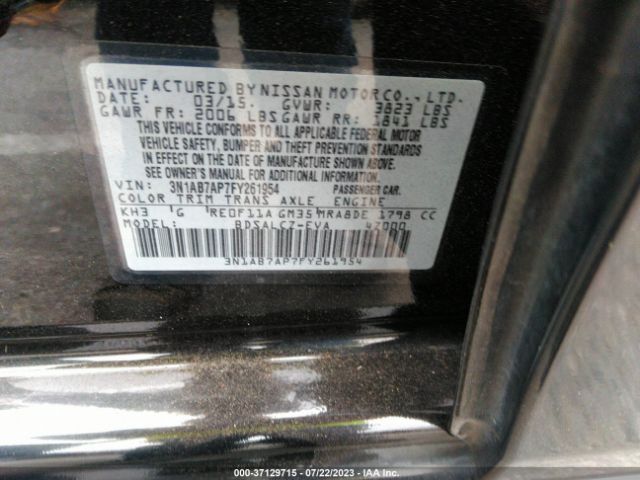 MANUFACTURED BY NISSAN MOTOR CO., LTD.
DATE: 03/15. GVWR: 3823 LBS
GAWR FR: 2006 LBS GAWR RR: 1841 LBS
THIS VEHICLE CONFORMS TO ALL APPLICABLE FEDERAL MOTOR
VEHICLE SAFETY, BUMPER AND THEFT PREVENTION STANDARDS
IN EFFECT ON THE DATE OF MANUFACTURE SHOWN ABOVE.
SEE OWNER'S MANUAL FOR ADDITIONAL INFORMATION.
VIN: 3N1AB7AP7FY261954 PASSENGER CAR.
COLOR TRIM TRANS AXLE ENGINE
KH3 G RE0F11A GM35 MRA8DE 1798 CC
MODEL: BDSALCZ-EVA 4Z000
3N1AB7AP7FY261954
000-37129715 - 07/22/2023 - IAA Inc.